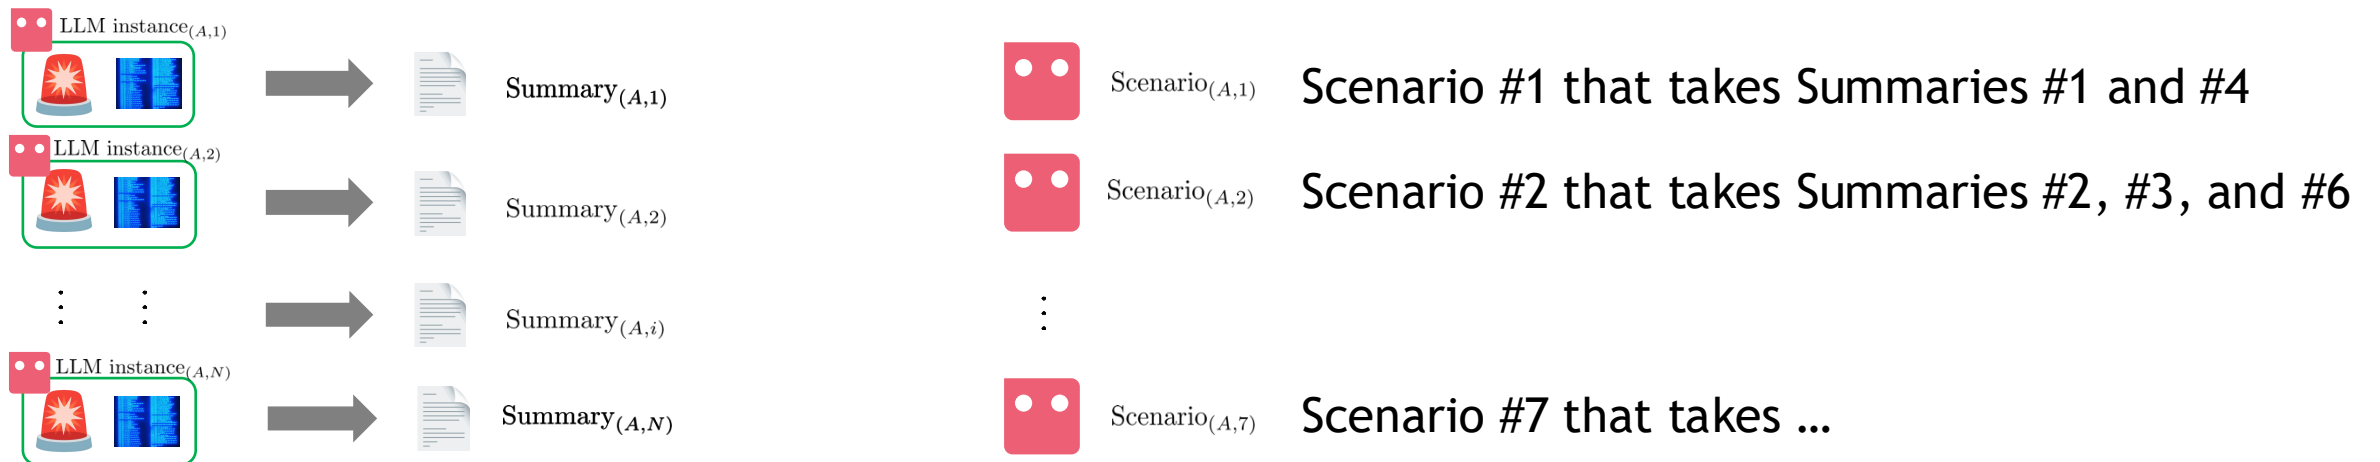 LLM instance(A,1)
Summary(A,1)
Scenario(A,1) Scenario #1 that takes Summaries #1 and #4
LLM instance(A,2)
Summary(A,2)
Scenario(A,2) Scenario #2 that takes Summaries #2, #3, and #6
Summary(A,i)
LLM instance(A,N)
Summary(A,N)
Scenario(A,7) Scenario #7 that takes ...